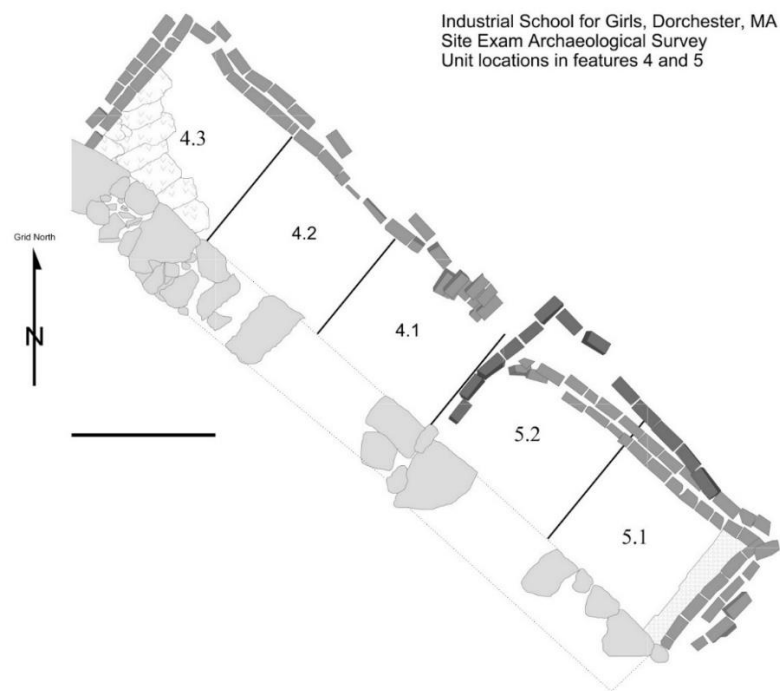 Industrial School for Girls, Dorchester, MA
Site Exam Archaeological Survey
Unit locations in features 4 and 5
4.3
Grid North
4.2
4.1
N
5.2
5.1